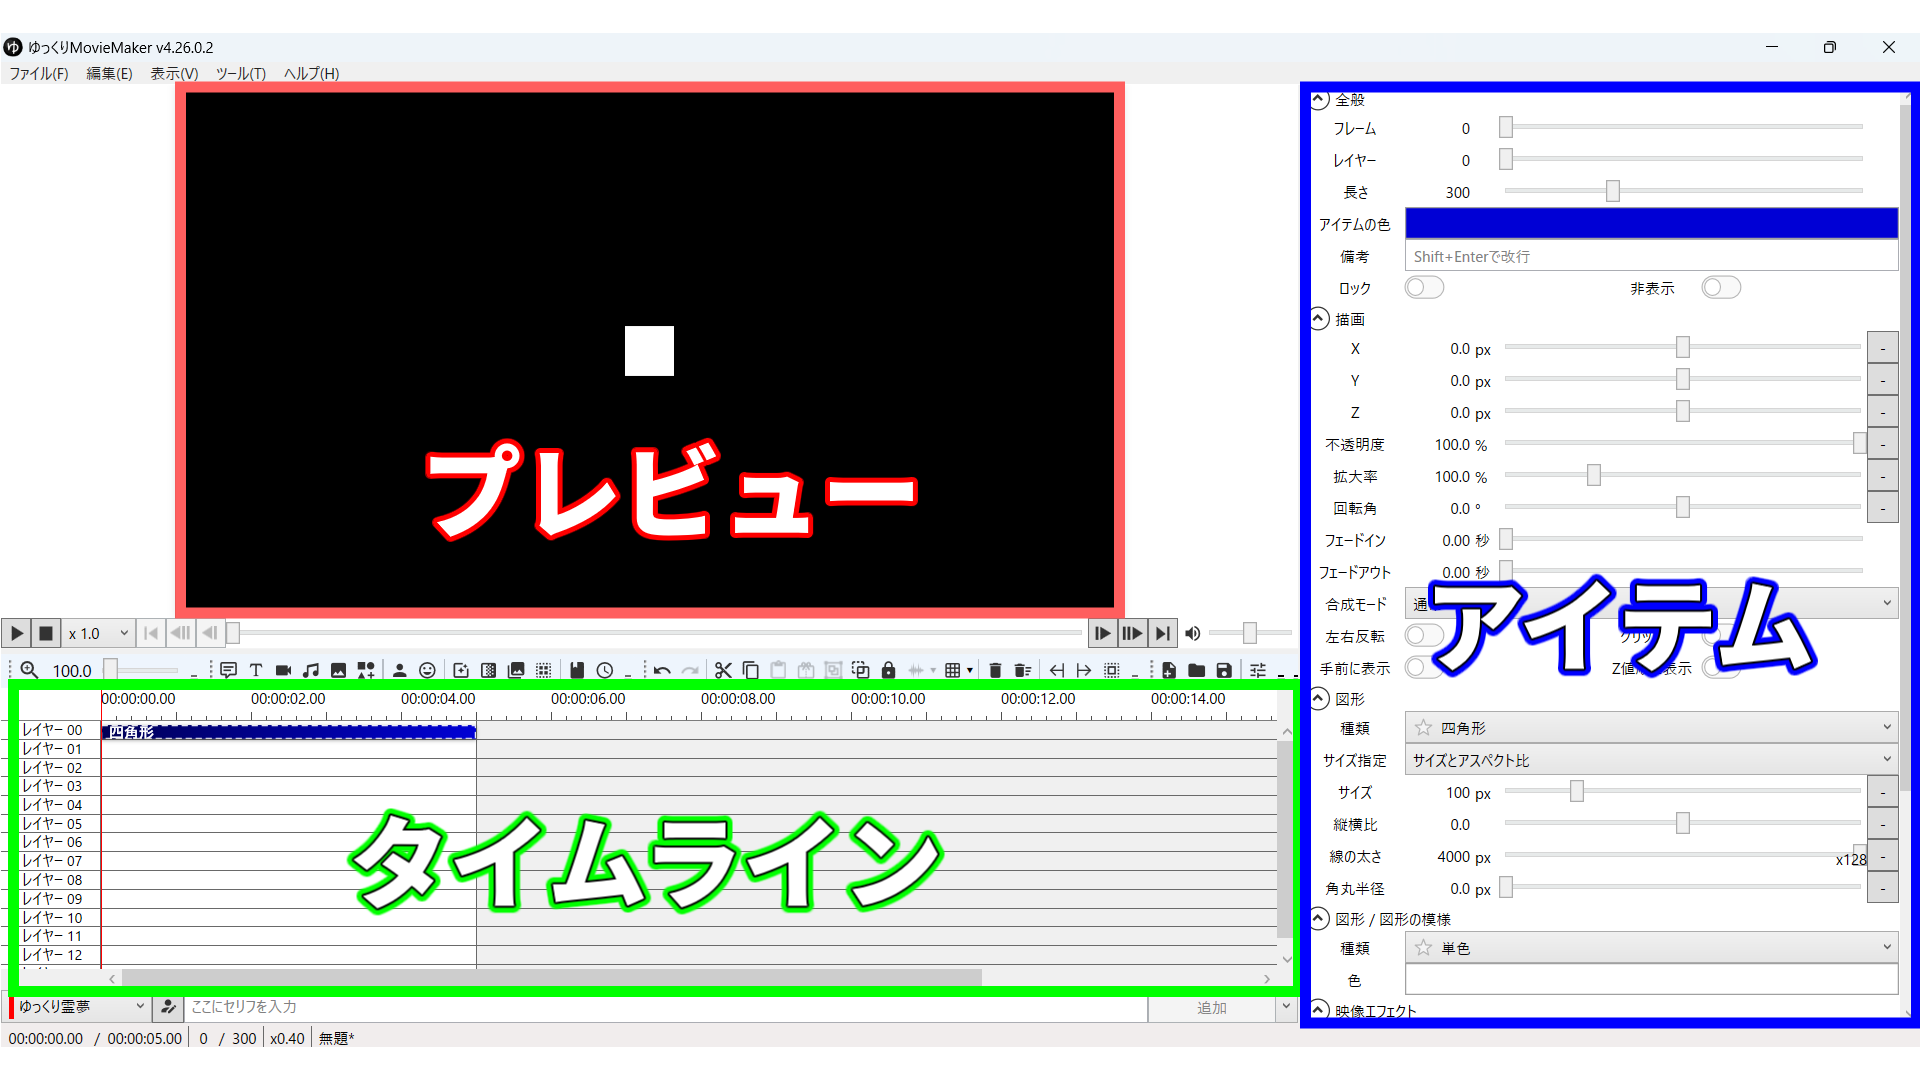 ゆ ゆっくりMovieMaker v4.26.0.2
ファイル(F) 編集(E) 表示(V) ツール(T) ヘルプ(H)
プレビュー
x 1.0
100.0
00:00:00.00 00:00:02.00 00:00:04.00 00:00:06.00 00:00:08.00 00:00:10.00 00:00:12.00 00:00:14.00
レイヤー 00 四角形
レイヤー 01
レイヤー 02
レイヤー 03
レイヤー 04
レイヤー 05
レイヤー 06
レイヤー 07
レイヤー 08
レイヤー 09
レイヤー 10
レイヤー 11
レイヤー 12
タイムライン
ゆっくり霊夢 ここにセリフを入力 追加
00:00:00.00 / 00:00:05.00 0 / 300 x0.40 無題*
全般
フレーム 0
レイヤー 0
長さ 300
アイテムの色
備考 Shift+Enterで改行
ロック 非表示
描画
X 0.0 px -
Y 0.0 px -
Z 0.0 px -
不透明度 100.0 % -
拡大率 100.0 % -
回転角 0.0 ° -
フェードイン 0.00 秒
フェードアウト 0.00 秒
合成モード 通
左右反転
手前に表示
アイテム
図形
種類 四角形
サイズ指定 サイズとアスペクト比
サイズ 100 px -
縦横比 0.0 -
線の太さ 4000 px x128 -
角丸半径 0.0 px -
図形 / 図形の模様
種類 単色
色
映像エフェクト